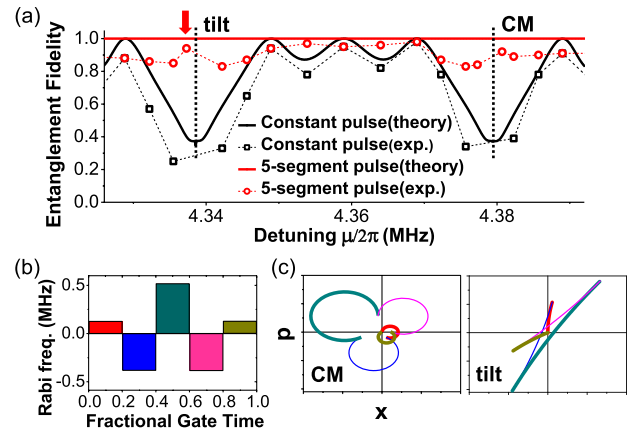 (a)
tilt
CM
Entanglement Fidelity
1.0
0.8
0.6
0.4
0.2
0.0
Constant pulse(theory)
Constant pulse(exp.)
5-segment pulse(theory)
5-segment pulse(exp.)
4.34
4.36
4.38
Detuning μ/2π (MHz)
(b)
Rabi freq. (MHz)
0.5
0.0
-0.5
0.0 0.2 0.4 0.6 0.8 1.0
Fractional Gate Time
(c)
p
CM
x
tilt